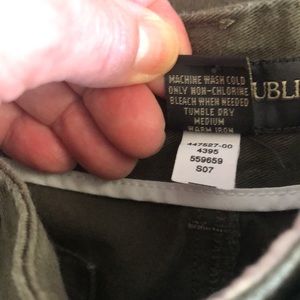 MACHINE WASH COLD
ONLY NON-CHLORINE
BLEACH WHEN NEEDED
TUMBLE DRY
MEDIUM
WARM IRON
UBLI
447527-00
4395
559659
S07